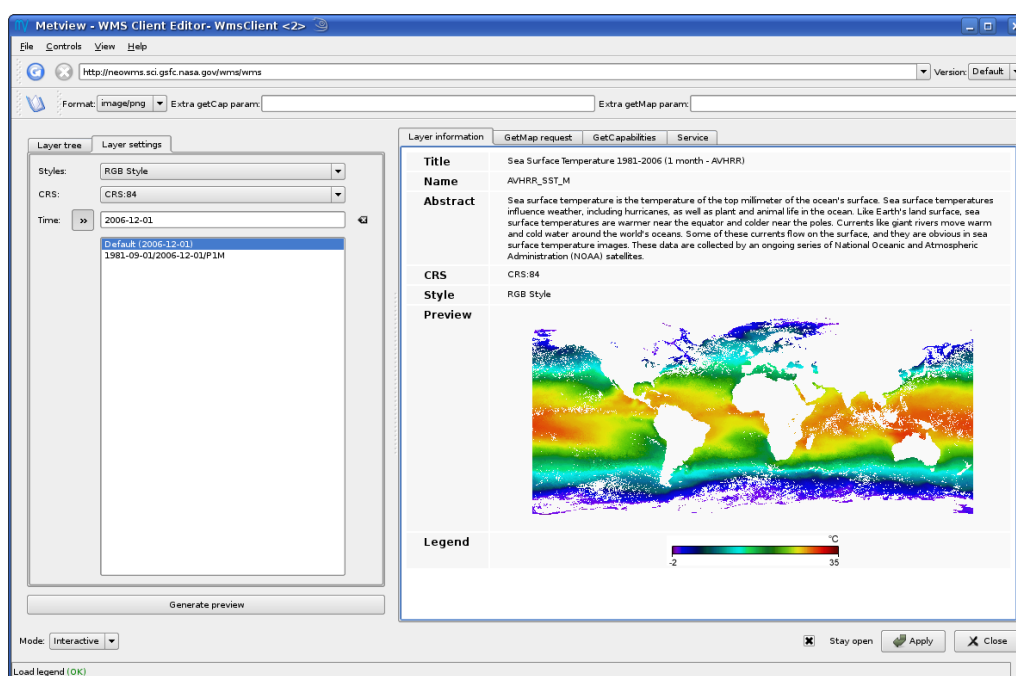 Metview - WMS Client Editor- WmsClient <2>
File Controls View Help
http://neowms.sci.gsfc.nasa.gov/wms/wms Version: Default
Format: image/png Extra getCap param: Extra getMap param:
Layer tree Layer settings
Styles: RGB Style
CRS: CRS:84
Time: » 2006-12-01
Default (2006-12-01)
1981-09-01/2006-12-01/P1M
Generate preview
Layer information GetMap request GetCapabilities Service
Title Sea Surface Temperature 1981-2006 (1 month - AVHRR)
Name AVHRR_SST_M
Abstract Sea surface temperature is the temperature of the top millimeter of the ocean's surface. Sea surface temperatures
influence weather, including hurricanes, as well as plant and animal life in the ocean. Like Earth's land surface, sea
surface temperatures are warmer near the equator and colder near the poles. Currents like giant rivers move warm
and cold water around the world's oceans. Some of these currents flow on the surface, and they are obvious in sea
surface temperature images. These data are collected by an ongoing series of National Oceanic and Atmospheric
Administration (NOAA) satellites.
CRS CRS:84
Style RGB Style
Preview
Legend
°C
-2 35
Mode: Interactive Stay open Apply Close
Load legend (OK)